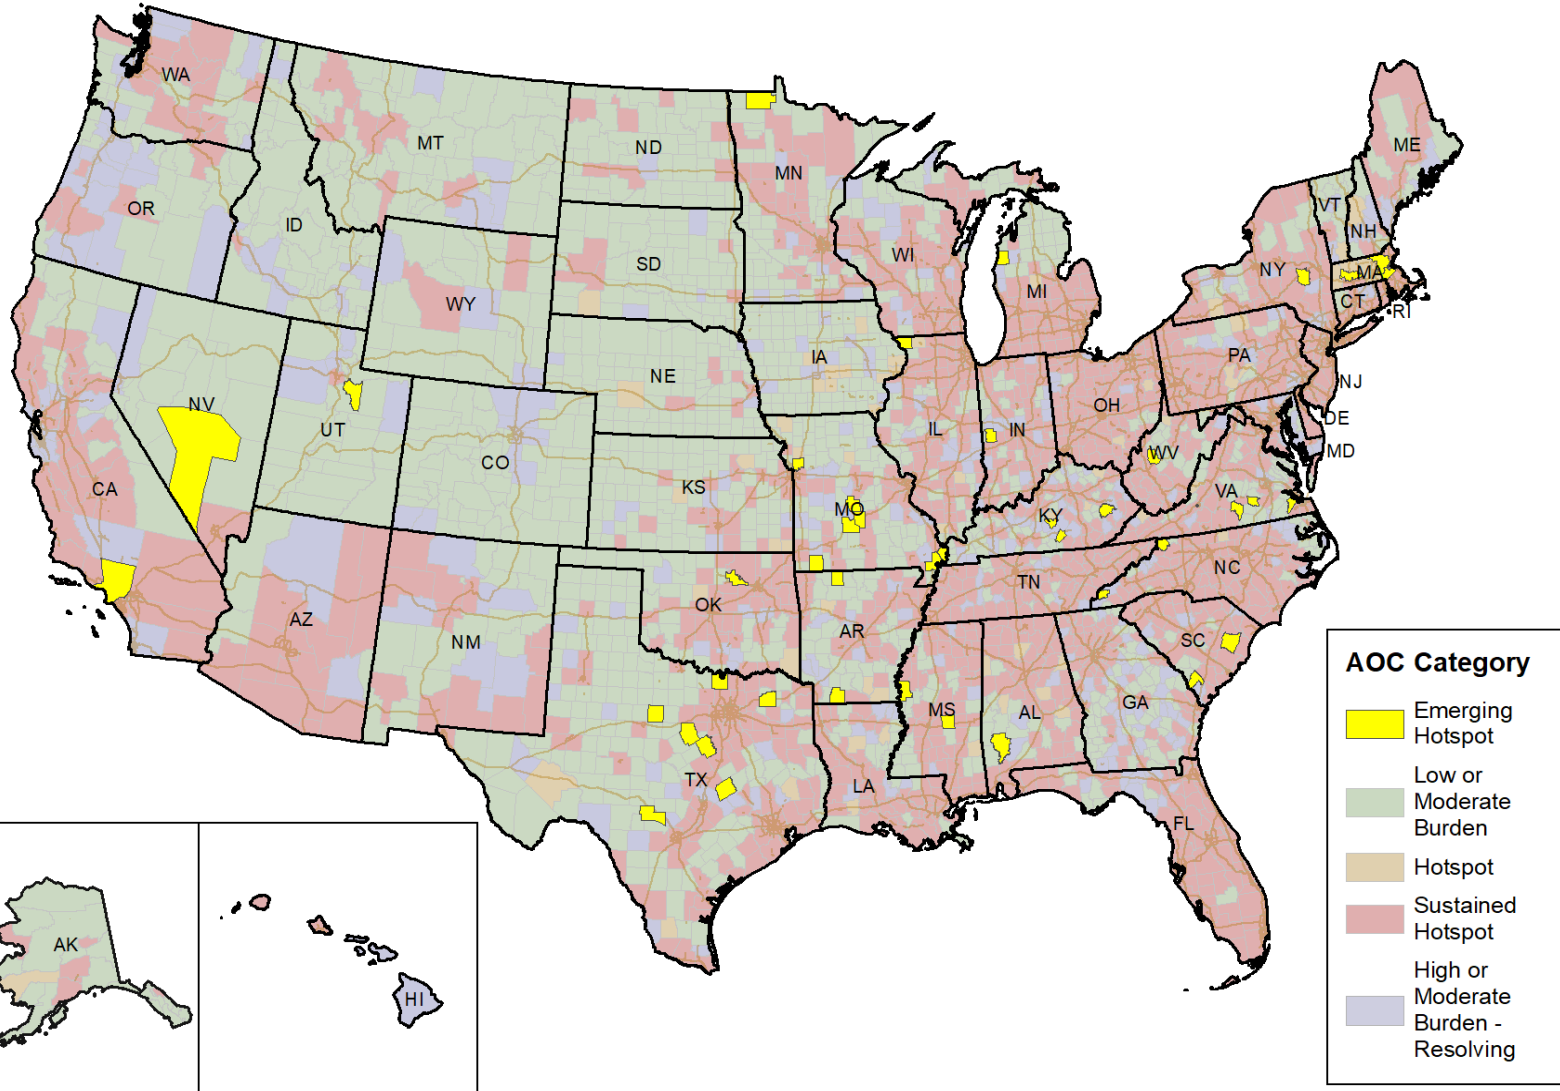 WA
MT
ND
MN
ME
OR
ID
SD
WI
VT
NH
NY
MA
WY
MI
CT
RI
IA
PA
NE
NJ
NV
UT
IL
IN
OH
DE
CO
WV
MD
CA
KS
MO
KY
VA
AZ
NM
OK
AR
TN
NC
SC
MS
AL
GA
TX
LA
FL
AK
HI
AOC Category
Emerging
Hotspot
Low or
Moderate
Burden
Hotspot
Sustained
Hotspot
High or
Moderate
Burden -
Resolving